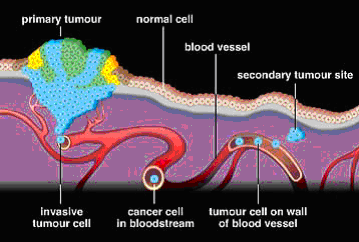 primary tumour
normal cell
blood vessel
secondary tumour site
invasive
tumour cell
cancer cell
in bloodstream
tumour cell on wall
of blood vessel